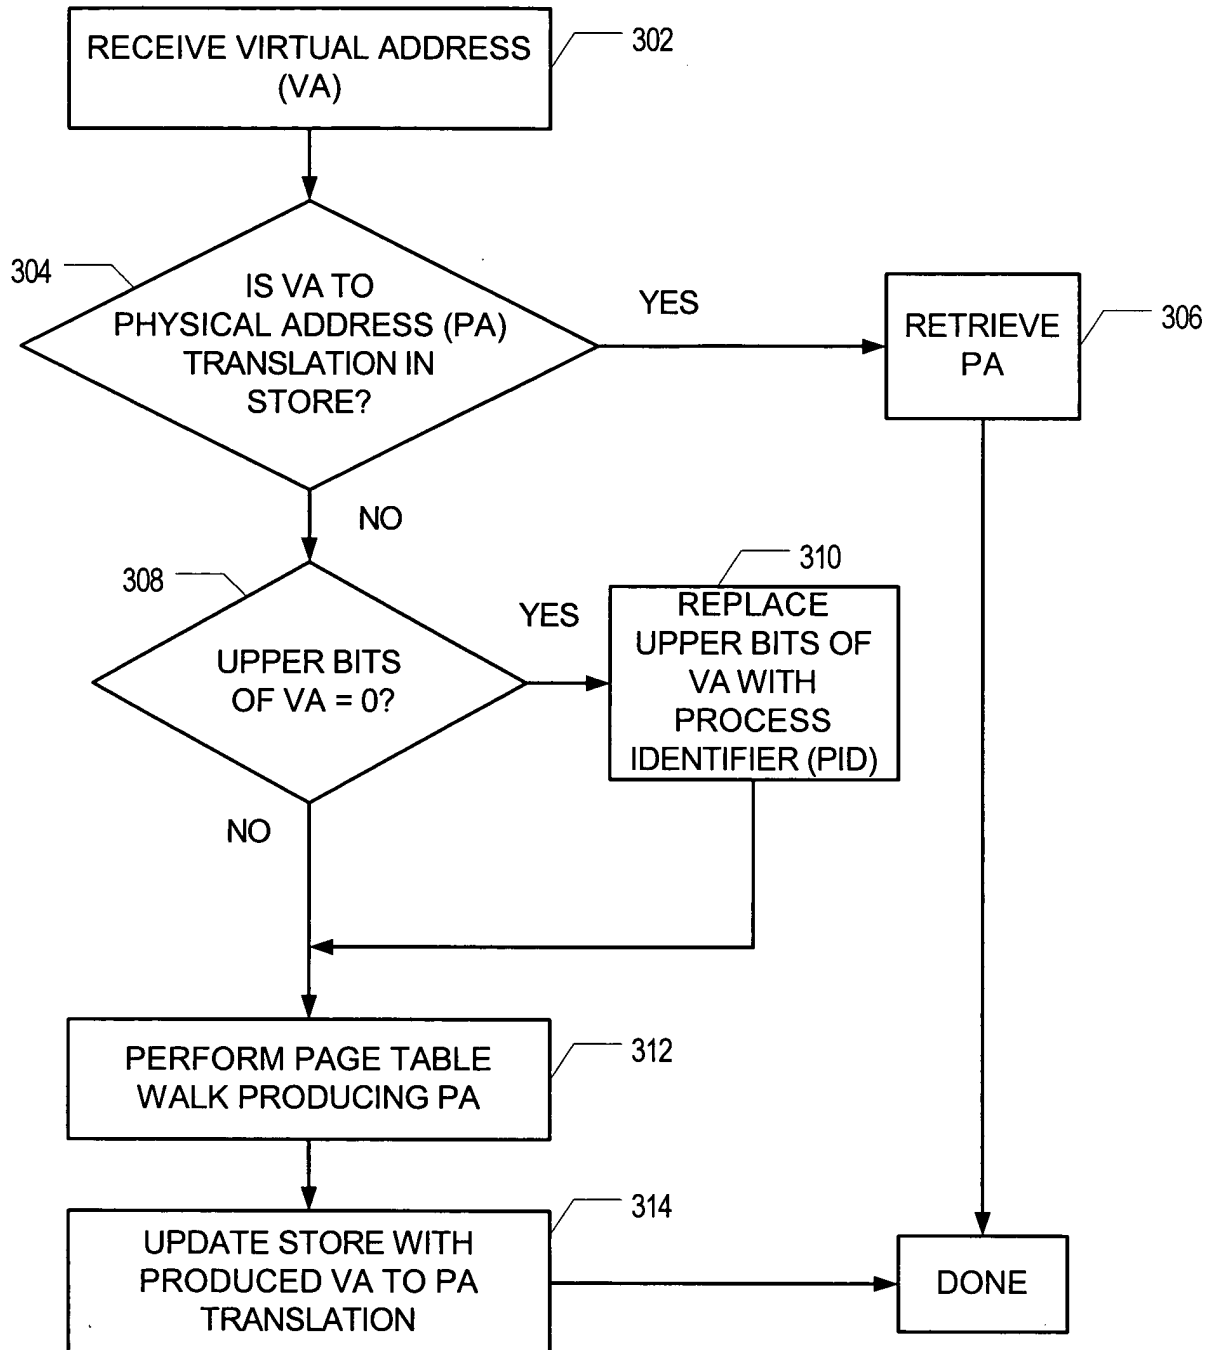 RECEIVE VIRTUAL ADDRESS
(VA)
302
304
IS VA TO
PHYSICAL ADDRESS (PA)
TRANSLATION IN
STORE?
YES
RETRIEVE
PA
306
NO
308
UPPER BITS
OF VA = 0?
YES
310
REPLACE
UPPER BITS OF
VA WITH
PROCESS
IDENTIFIER (PID)
NO
PERFORM PAGE TABLE
WALK PRODUCING PA
312
314
UPDATE STORE WITH
PRODUCED VA TO PA
TRANSLATION
DONE